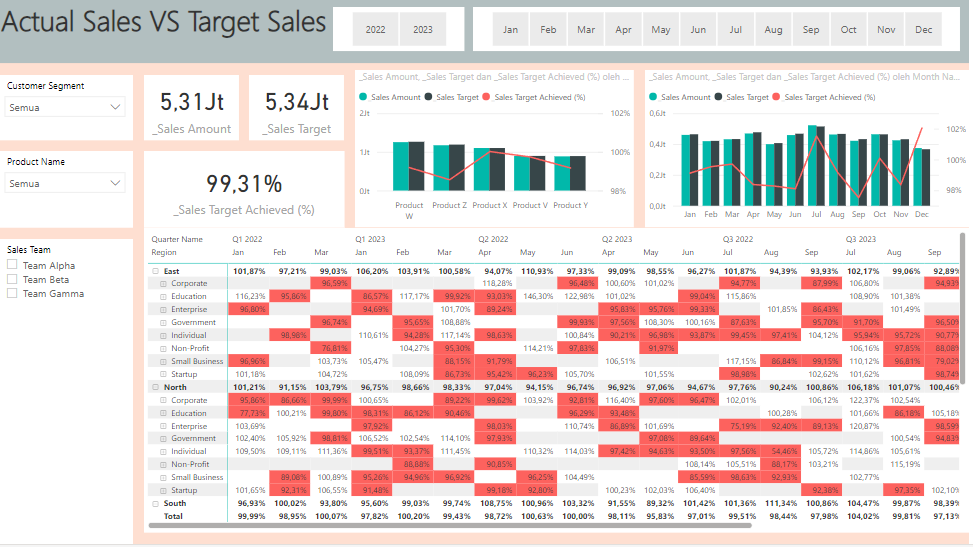 Actual Sales VS Target Sales
2022 2023
Jan Feb Mar Apr May Jun Jul Aug Sep Oct Nov Dec
Customer Segment
Semua
Product Name
Semua
Sales Team
Team Alpha
Team Beta
Team Gamma
5,31Jt
_Sales Amount
5,34Jt
_Sales Target
99,31%
_Sales Target Achieved (%)
_Sales Amount, _Sales Target dan _Sales Target Achieved (%) oleh ...
Sales Amount Sales Target Sales Target Achieved (%)
2Jt 102%
1Jt 100%
0Jt 98%
Product W Product Z Product X Product V Product Y
_Sales Amount, _Sales Target dan _Sales Target Achieved (%) oleh Month Na...
Sales Amount Sales Target Sales Target Achieved (%)
0,6Jt
0,4Jt 102%
0,2Jt 100%
0,0Jt 98%
Jan Feb Mar Apr May Jun Jul Aug Sep Oct Nov Dec
Quarter Name Q1 2022 Q1 2023 Q2 2022 Q2 2023 Q3 2022 Q3 2023
Region Jan Feb Mar Jan Feb Mar Apr May Jun Apr May Jun Jul Aug Sep Jul Aug Sep
East 101,87% 97,21% 99,03% 106,20% 103,91% 100,58% 94,07% 110,93% 97,33% 99,09% 98,55% 96,27% 101,87% 94,39% 93,93% 102,17% 99,06% 92,89%
Corporate 96,59% 118,28% 96,48% 100,60% 101,02% 94,77% 87,99% 106,80% 94,93%
Education 116,23% 95,86% 86,57% 117,17% 99,92% 93,03% 146,30% 122,98% 101,02% 99,04% 115,86% 108,90% 101,38%
Enterprise 96,80% 94,69% 101,70% 89,24% 95,83% 95,76% 99,33% 101,85% 86,43% 101,49%
Government 96,74% 95,65% 108,88% 99,93% 97,56% 108,30% 100,16% 87,63% 95,70% 91,70% 96,50%
Individual 98,98% 110,61% 94,28% 117,14% 98,63% 100,84% 90,21% 96,98% 93,87% 99,45% 97,41% 104,12% 95,94% 95,72% 90,77%
Non-Profit 76,81% 104,27% 95,30% 114,21% 97,83% 91,97% 106,16% 97,85% 88,08%
Small Business 96,96% 103,73% 105,47% 88,15% 91,79% 106,51% 117,15% 86,84% 99,15% 110,12% 96,81% 79,02%
Startup 101,18% 104,72% 108,09% 86,73% 95,42% 96,23% 105,70% 101,55% 98,98% 102,62% 101,62% 98,74%
North 101,21% 91,15% 103,79% 96,75% 98,66% 98,33% 97,04% 94,15% 96,74% 96,92% 97,06% 94,67% 97,76% 90,24% 100,86% 106,18% 101,07% 100,46%
Corporate 95,86% 86,66% 99,99% 100,65% 89,22% 99,62% 103,92% 92,81% 116,40% 97,60% 96,47% 102,01% 106,12% 122,37% 102,54%
Education 77,73% 100,21% 99,80% 98,31% 86,12% 90,46% 96,29% 93,48% 100,28% 101,66% 86,18% 105,18%
Enterprise 103,69% 97,92% 98,03% 110,74% 86,89% 101,69% 75,19% 92,40% 89,13% 120,87% 98,59%
Government 102,40% 105,92% 98,81% 106,52% 102,54% 114,10% 97,93% 97,08% 89,64% 100,54% 94,83%
Individual 109,50% 109,11% 111,36% 99,51% 93,37% 111,45% 110,32% 114,03% 97,42% 94,63% 93,50% 97,56% 54,46% 105,72% 114,86% 105,61%
Non-Profit 88,88% 90,85% 108,14% 105,51% 88,17% 103,21% 115,19%
Small Business 89,08% 100,89% 95,26% 94,96% 96,92% 96,25% 104,49% 85,59% 98,63% 92,93% 102,77%
Startup 101,65% 92,31% 106,55% 91,48% 99,18% 92,80% 100,23% 102,03% 106,40% 92,38% 97,35% 102,10%
South 96,93% 100,02% 93,80% 95,60% 99,03% 99,74% 108,75% 100,96% 103,32% 91,85% 89,32% 101,42% 101,36% 111,34% 100,86% 104,47% 99,87% 98,39%
Total 99,99% 98,95% 100,07% 97,82% 100,20% 99,43% 98,72% 100,63% 100,00% 98,11% 95,83% 97,01% 99,51% 98,44% 97,98% 104,02% 99,81% 97,13%